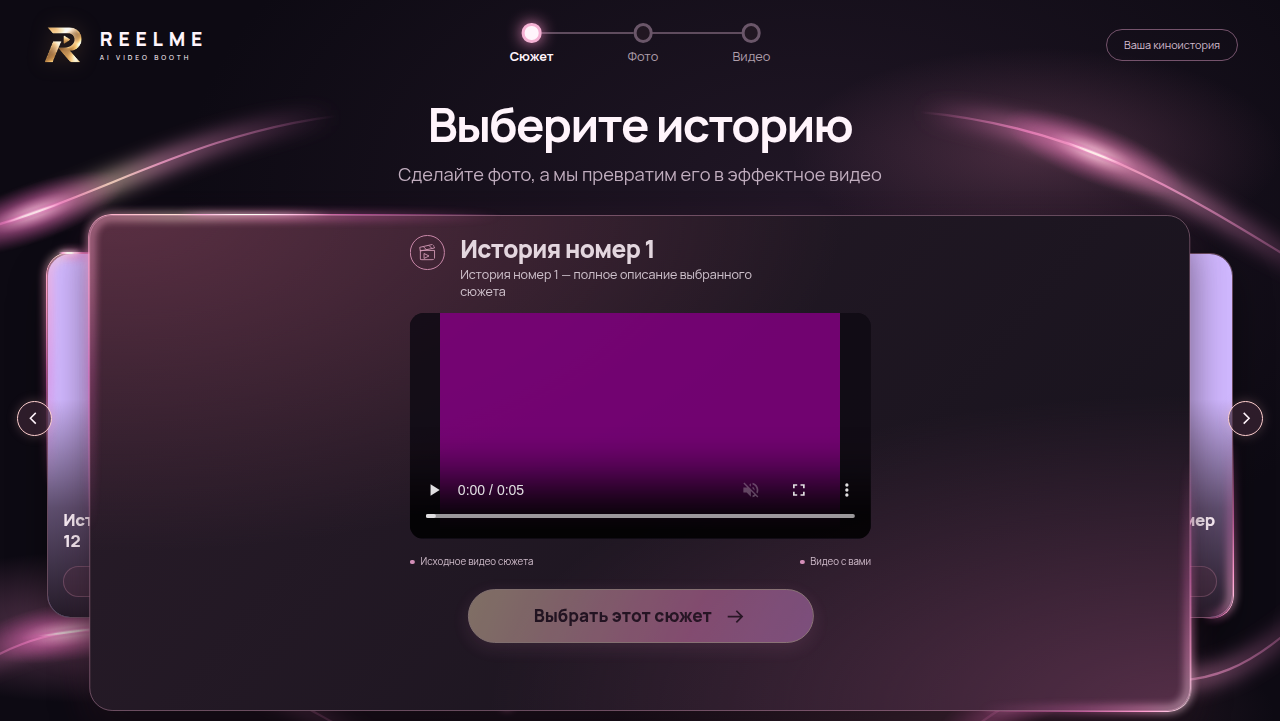 REELME
AI VIDEO BOOTH
Сюжет
Фото
Видео
Ваша киноистория
Выберите историю
Сделайте фото, а мы превратим его в эффектное видео
История номер 1
История номер 1 — полное описание выбранного
сюжета
0:00 / 0:05
12
Исходное видео сюжета
Видео с вами
Выбрать этот сюжет